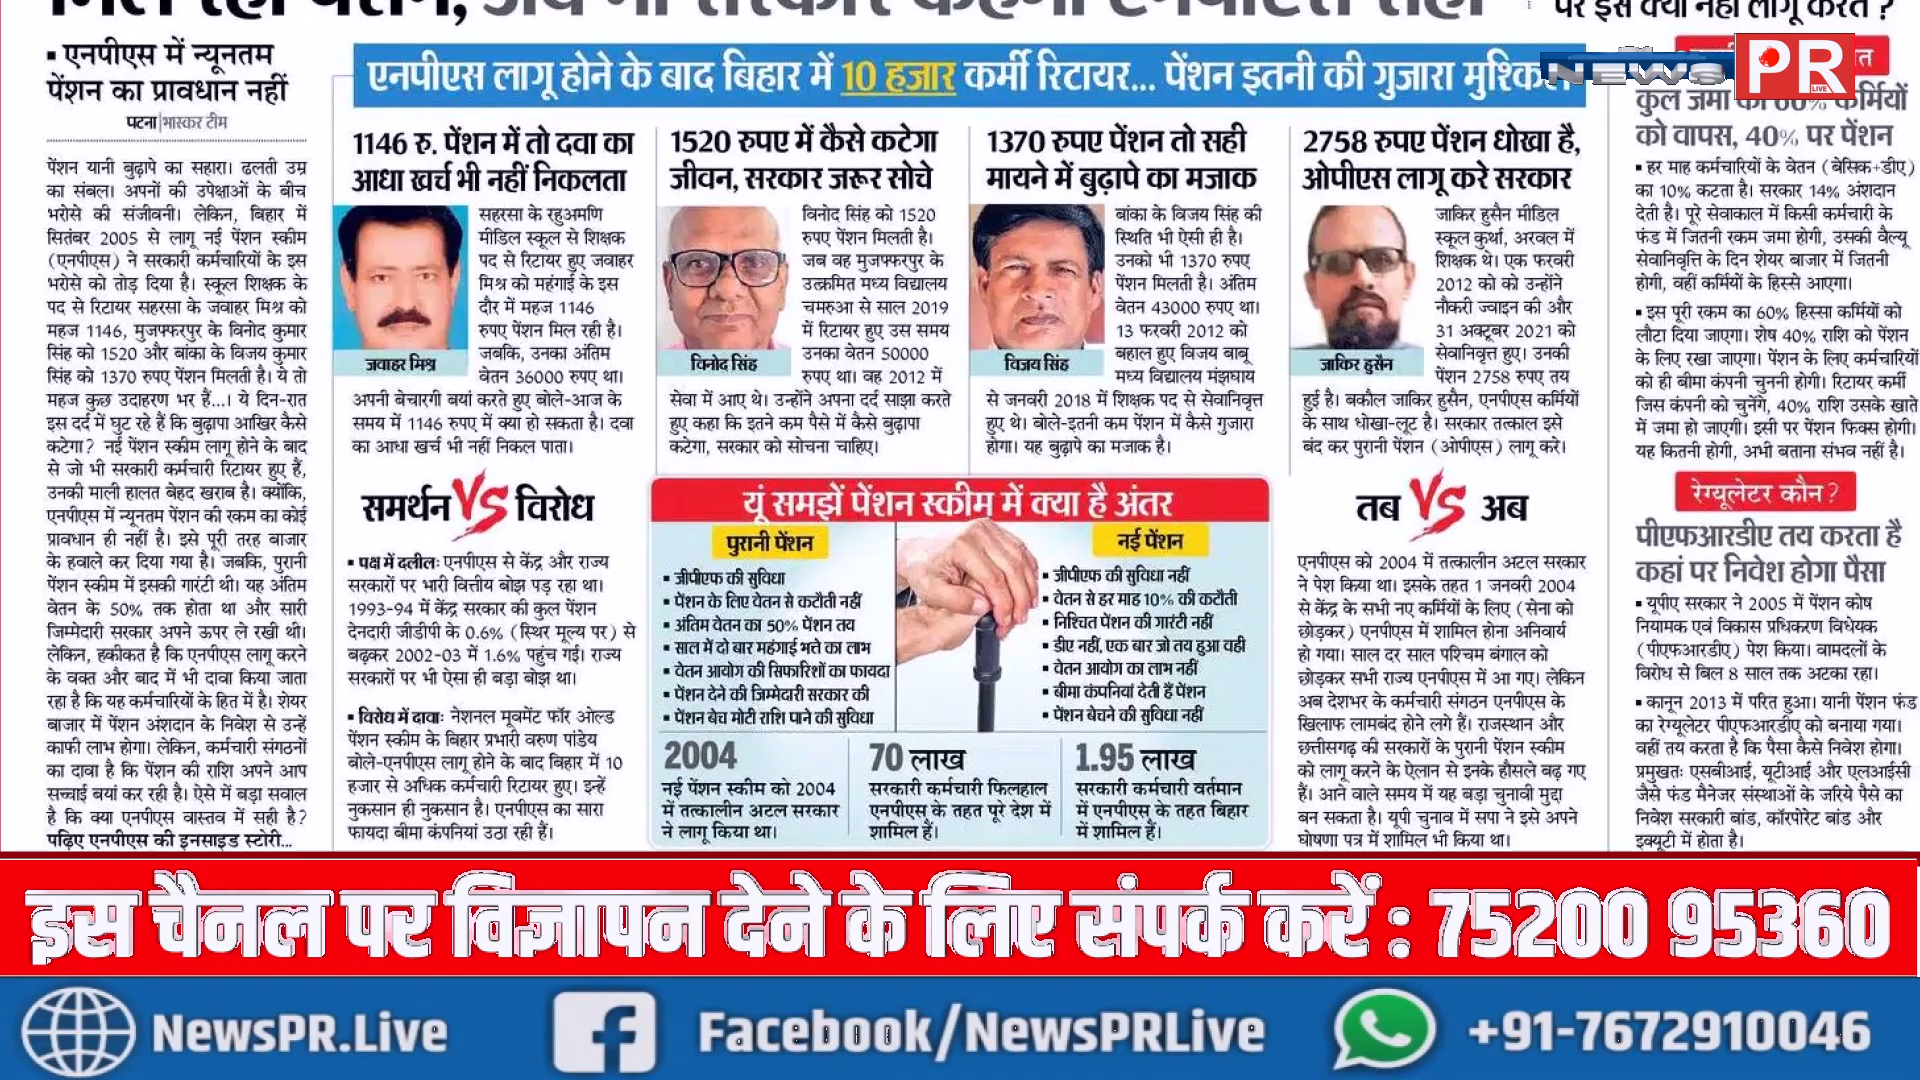 ▪ एनपीएस में न्यूनतम
पेंशन का प्रावधान नहीं
पटना|भास्कर टीम
पेंशन यानी बुढ़ापे का सहारा। ढलती उम्र
का संबल। अपनों की उपेक्षाओं के बीच
भरोसे की संजीवनी। लेकिन, बिहार में
सितंबर 2005 से लागू नई पेंशन स्कीम
(एनपीएस) ने सरकारी कर्मचारियों के इस
भरोसे को तोड़ दिया है। स्कूल शिक्षक के
पद से रिटायर सहरसा के जवाहर मिश्र को
महज 1146, मुजफ्फरपुर के विनोद कुमार
सिंह को 1520 और बांका के विजय कुमार
सिंह को 1370 रुपए पेंशन मिलती है। ये तो
महज कुछ उदाहरण भर हैं...। ये दिन-रात
इस दर्द में घुट रहे हैं कि बुढ़ापा आखिर कैसे
कटेगा? नई पेंशन स्कीम लागू होने के बाद
से जो भी सरकारी कर्मचारी रिटायर हुए हैं,
उनकी माली हालत बेहद खराब है। क्योंकि,
एनपीएस में न्यूनतम पेंशन की रकम का कोई
प्रावधान ही नहीं है। इसे पूरी तरह बाजार
के हवाले कर दिया गया है। जबकि, पुरानी
पेंशन स्कीम में इसकी गारंटी थी। यह अंतिम
वेतन के 50% तक होता था और सारी
जिम्मेदारी सरकार अपने ऊपर ले रखी थी।
लेकिन, हकीकत है कि एनपीएस लागू करने
के वक्त और बाद में भी दावा किया जाता
रहा है कि यह कर्मचारियों के हित में है। शेयर
बाजार में पेंशन अंशदान के निवेश से उन्हें
काफी लाभ होगा। लेकिन, कर्मचारी संगठनों
का दावा है कि पेंशन की राशि अपने आप
सच्चाई बयां कर रही है। ऐसे में बड़ा सवाल
है कि क्या एनपीएस वास्तव में सही है?
पढ़िए एनपीएस की इनसाइड स्टोरी...
एनपीएस लागू होने के बाद बिहार में 10 हजार कर्मी रिटायर... पेंशन इतनी की गुजारा
1146 रु. पेंशन में तो दवा का
आधा खर्च भी नहीं निकलता
सहरसा के रहुअमणि
मीडिल स्कूल से शिक्षक
पद से रिटायर हुए जवाहर
मिश्र को महंगाई के इस
दौर में महज 1146
रुपए पेंशन मिल रही है।
जबकि, उनका अंतिम
वेतन 36000 रुपए था।
जवाहर मिश्र
अपनी बेचारगी बयां करते हुए बोले-आज के
समय में 1146 रुपए में क्या हो सकता है। दवा
का आधा खर्च भी नहीं निकल पाता।
1520 रुपए में कैसे कटेगा
जीवन, सरकार जरूर सोचे
विनोद सिंह को 1520
रुपए पेंशन मिलती है।
जब वह मुजफ्फरपुर के
उत्क्रमित मध्य विद्यालय
चमरुआ से साल 2019
में रिटायर हुए उस समय
उनका वेतन 50000
रुपए था। वह 2012 में
विनोद सिंह
सेवा में आए थे। उन्होंने अपना दर्द साझा करते
हुए कहा कि इतने कम पैसे में कैसे बुढ़ापा
कटेगा, सरकार को सोचना चाहिए।
1370 रुपए पेंशन तो सही
मायने में बुढ़ापे का मजाक
बांका के विजय सिंह की
स्थिति भी ऐसी ही है।
उनको भी 1370 रुपए
पेंशन मिलती है। अंतिम
वेतन 43000 रुपए था।
13 फरवरी 2012 को
बहाल हुए विजय बाबू
मध्य विद्यालय मंझघाय
विजय सिंह
से जनवरी 2018 में शिक्षक पद से सेवानिवृत्त
हुए थे। बोले-इतनी कम पेंशन में कैसे गुजारा
होगा। यह बुढ़ापे का मजाक है।
2758 रुपए पेंशन धोखा है,
ओपीएस लागू करे सरकार
जाकिर हुसैन मीडिल
स्कूल कुर्था, अरवल में
शिक्षक थे। एक फरवरी
2012 को को उन्होंने
नौकरी ज्वाइन की और
31 अक्टूबर 2021 को
सेवानिवृत्त हुए। उनकी
पेंशन 2758 रुपए तय
जाकिर हुसैन
हुई है। बकौल जाकिर हुसैन, एनपीएस कर्मियों
के साथ धोखा-लूट है। सरकार तत्काल इसे
बंद कर पुरानी पेंशन (ओपीएस) लागू करे।
समर्थन VS विरोध
▪ पक्ष में दलीलः एनपीएस से केंद्र और राज्य
सरकारों पर भारी वित्तीय बोझ पड़ रहा था।
1993-94 में केंद्र सरकार की कुल पेंशन
देनदारी जीडीपी के 0.6% (स्थिर मूल्य पर) से
बढ़कर 2002-03 में 1.6% पहुंच गई। राज्य
सरकारों पर भी ऐसा ही बड़ा बोझ था।
▪ विरोध में दावाः नेशनल मूवमेंट फॉर ओल्ड
पेंशन स्कीम के बिहार प्रभारी वरुण पांडेय
बोले-एनपीएस लागू होने के बाद बिहार में 10
हजार से अधिक कर्मचारी रिटायर हुए। इन्हें
नुकसान ही नुकसान है। एनपीएस का सारा
फायदा बीमा कंपनियां उठा रही हैं।
यूं समझें पेंशन स्कीम में क्या है अंतर
पुरानी पेंशन
▪ जीपीएफ की सुविधा
▪ पेंशन के लिए वेतन से कटौती नहीं
▪ अंतिम वेतन का 50% पेंशन तय
▪ साल में दो बार महंगाई भत्ते का लाभ
▪ वेतन आयोग की सिफारिशों का फायदा
▪ पेंशन देने की जिम्मेदारी सरकार की
▪ पेंशन बेच मोटी राशि पाने की सुविधा
नई पेंशन
▪ जीपीएफ की सुविधा नहीं
▪ वेतन से हर माह 10% की कटौती
▪ निश्चित पेंशन की गारंटी नहीं
▪ डीए नहीं, एक बार जो तय हुआ वही
▪ वेतन आयोग का लाभ नहीं
▪ बीमा कंपनियां देती हैं पेंशन
▪ पेंशन बेचने की सुविधा नहीं
2004
नई पेंशन स्कीम को 2004
में तत्कालीन अटल सरकार
ने लागू किया था।
70 लाख
सरकारी कर्मचारी फिलहाल
एनपीएस के तहत पूरे देश में
शामिल हैं।
1.95 लाख
सरकारी कर्मचारी वर्तमान
में एनपीएस के तहत बिहार
में शामिल हैं।
तब VS अब
एनपीएस को 2004 में तत्कालीन अटल सरकार
ने पेश किया था। इसके तहत 1 जनवरी 2004
से केंद्र के सभी नए कर्मियों के लिए (सेना को
छोड़कर) एनपीएस में शामिल होना अनिवार्य
हो गया। साल दर साल पश्चिम बंगाल को
छोड़कर सभी राज्य एनपीएस में आ गए। लेकिन
अब देशभर के कर्मचारी संगठन एनपीएस के
खिलाफ लामबंद होने लगे हैं। राजस्थान और
छत्तीसगढ़ की सरकारों के पुरानी पेंशन स्कीम
को लागू करने के ऐलान से इनके हौसले बढ़ गए
हैं। आने वाले समय में यह बड़ा चुनावी मुद्दा
बन सकता है। यूपी चुनाव में सपा ने इसे अपने
घोषणा पत्र में शामिल भी किया था।
पर इसे क्यों नहीं लागू करते ?
NEWS PR LIVE
कुल जमा का 60% कर्मियों
को वापस, 40% पर पेंशन
▪ हर माह कर्मचारियों के वेतन (बेसिक+डीए)
का 10% कटता है। सरकार 14% अंशदान
देती है। पूरे सेवाकाल में किसी कर्मचारी के
फंड में जितनी रकम जमा होगी, उसकी वैल्यू
सेवानिवृत्ति के दिन शेयर बाजार में जितनी
होगी, वहीं कर्मियों के हिस्से आएगा।
▪ इस पूरी रकम का 60% हिस्सा कर्मियों को
लौटा दिया जाएगा। शेष 40% राशि को पेंशन
के लिए रखा जाएगा। पेंशन के लिए कर्मचारियों
को ही बीमा कंपनी चुननी होगी। रिटायर कर्मी
जिस कंपनी को चुनेंगे, 40% राशि उसके खाते
में जमा हो जाएगी। इसी पर पेंशन फिक्स होगी।
यह कितनी होगी, अभी बताना संभव नहीं है।
रेग्यूलेटर कौन?
पीएफआरडीए तय करता है
कहां पर निवेश होगा पैसा
▪ यूपीए सरकार ने 2005 में पेंशन कोष
नियामक एवं विकास प्रधिकरण विधेयक
(पीएफआरडीए) पेश किया। वामदलों के
विरोध से बिल 8 साल तक अटका रहा।
▪ कानून 2013 में परित हुआ। यानी पेंशन फंड
का रेग्यूलेटर पीएफआरडीए को बनाया गया।
वहीं तय करता है कि पैसा कैसे निवेश होगा।
प्रमुखतः एसबीआई, यूटीआई और एलआईसी
जैसे फंड मैनेजर संस्थाओं के जरिये पैसे का
निवेश सरकारी बांड, कॉरपोरेट बांड और
इक्यूटी में होता है।
इस चैनल पर विज्ञापन देने के लिए संपर्क करें : 75200 95360
NewsPR.Live
Facebook/NewsPRLive
+91-7672910046